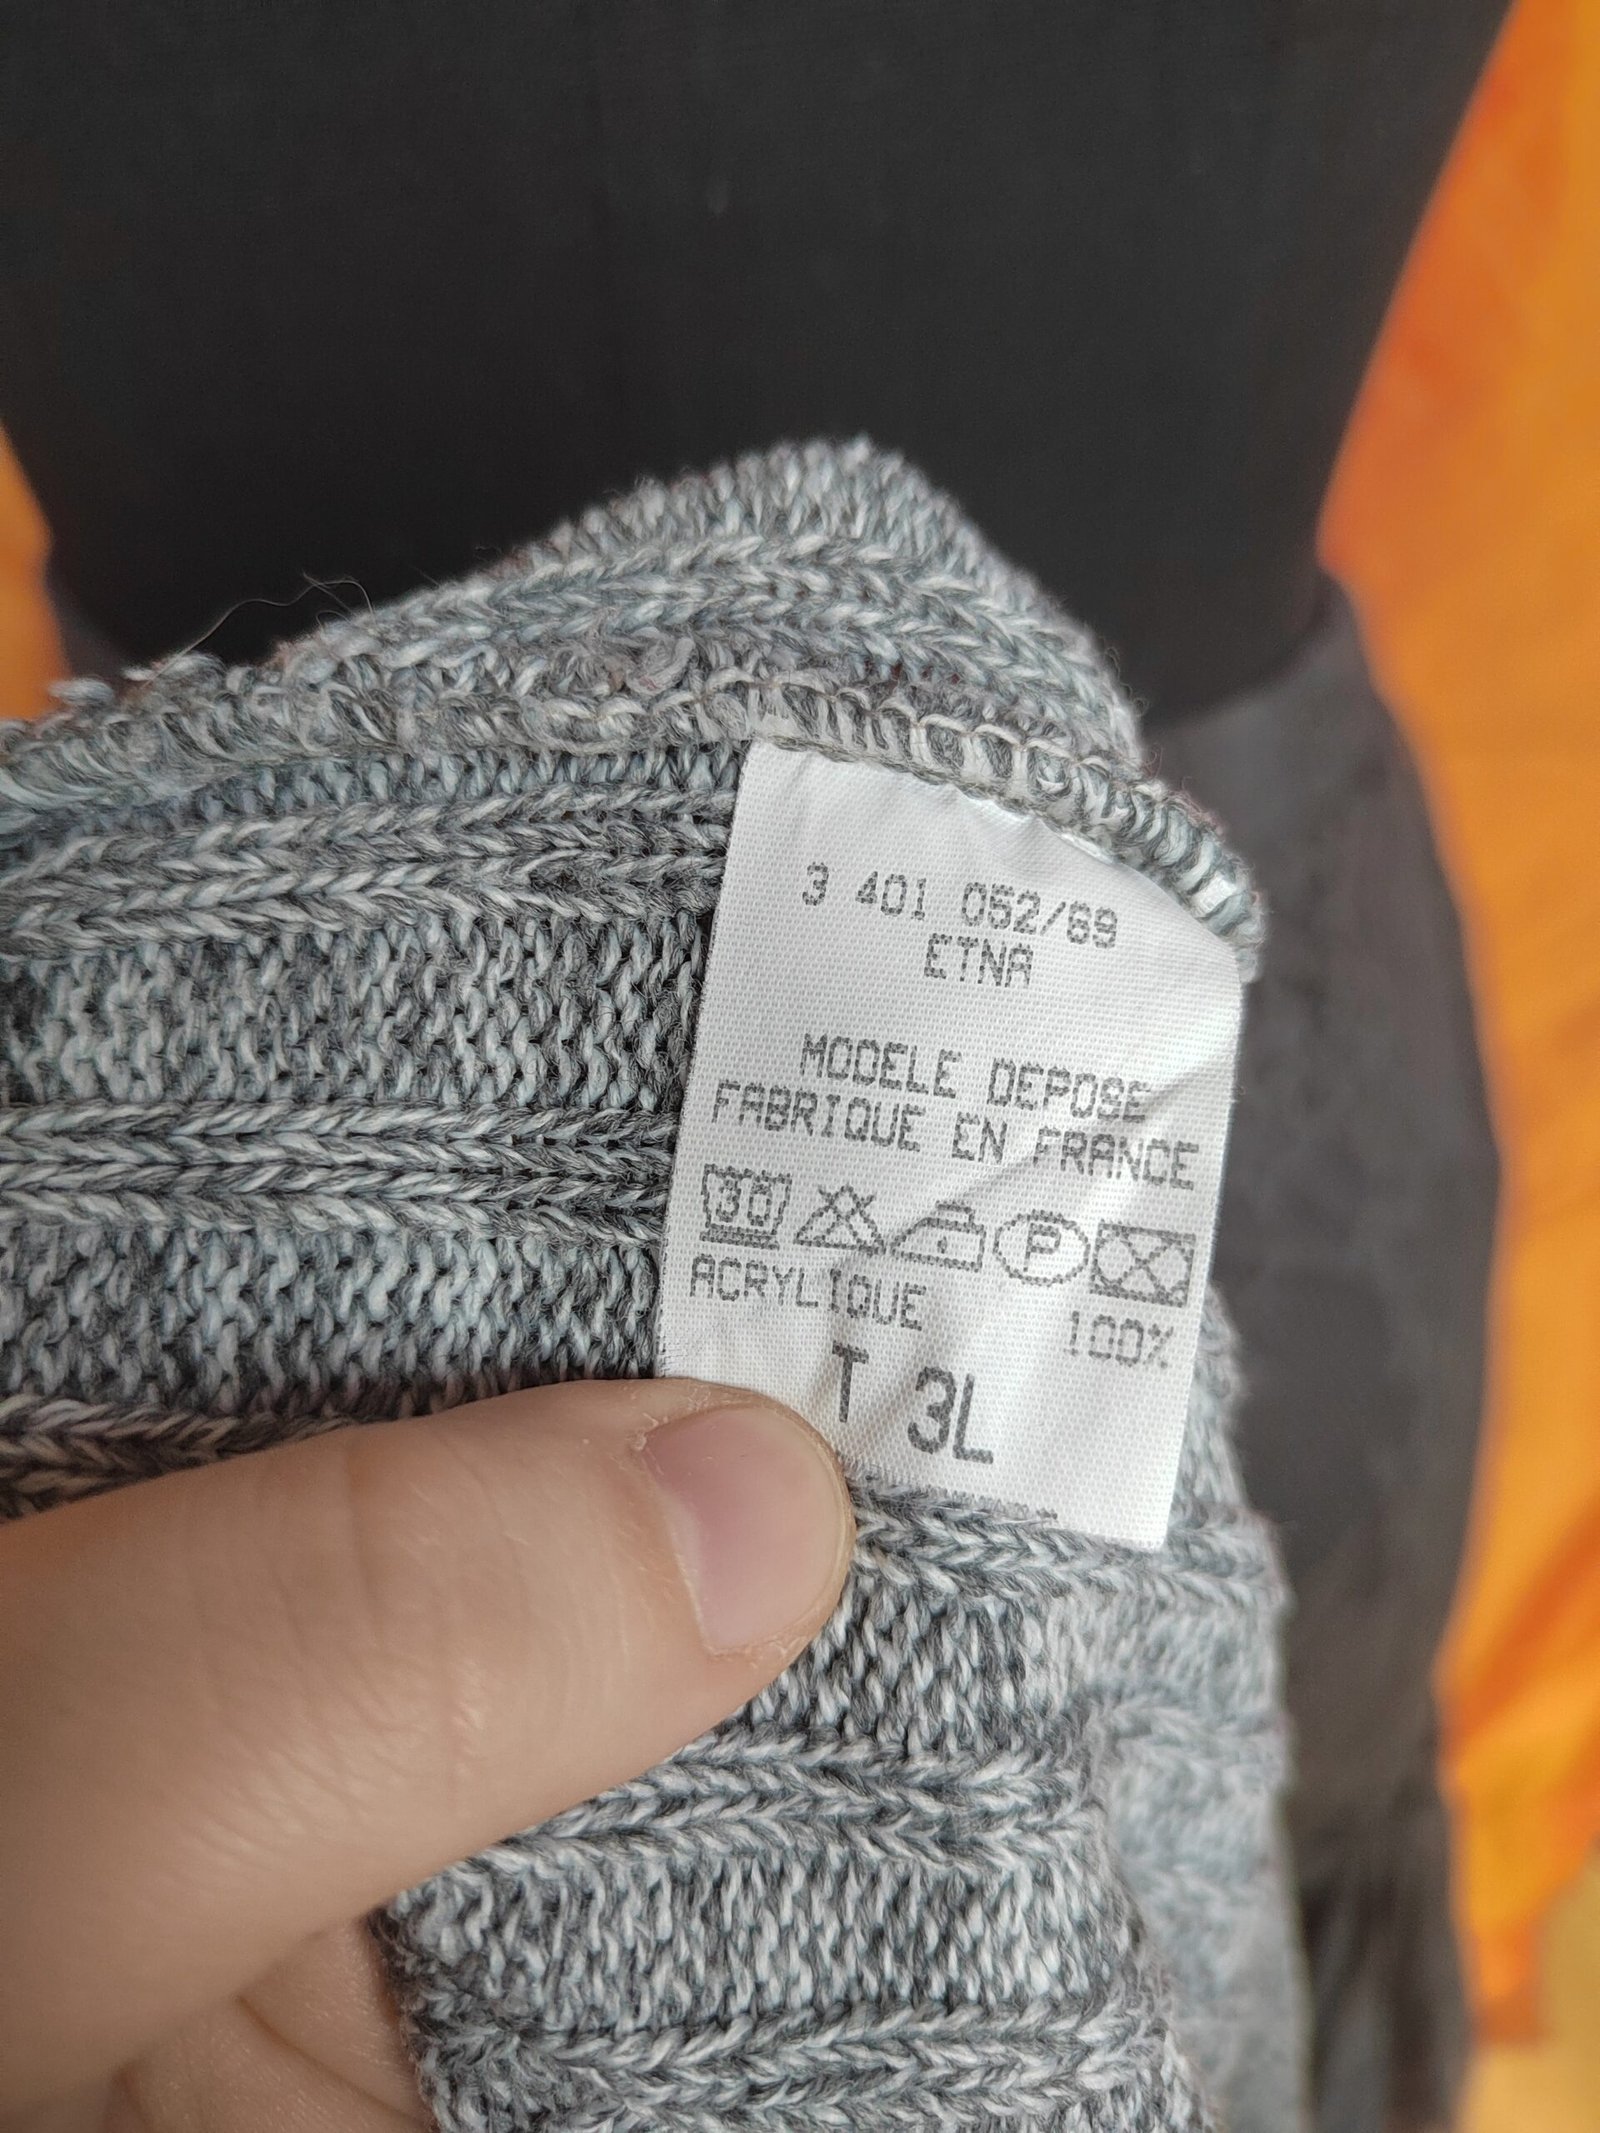 3 401 052/69
ETNA
MODELE DEPOSE
FABRIQUE EN FRANCE
30 P
ACRYLIQUE 100%
T 3L